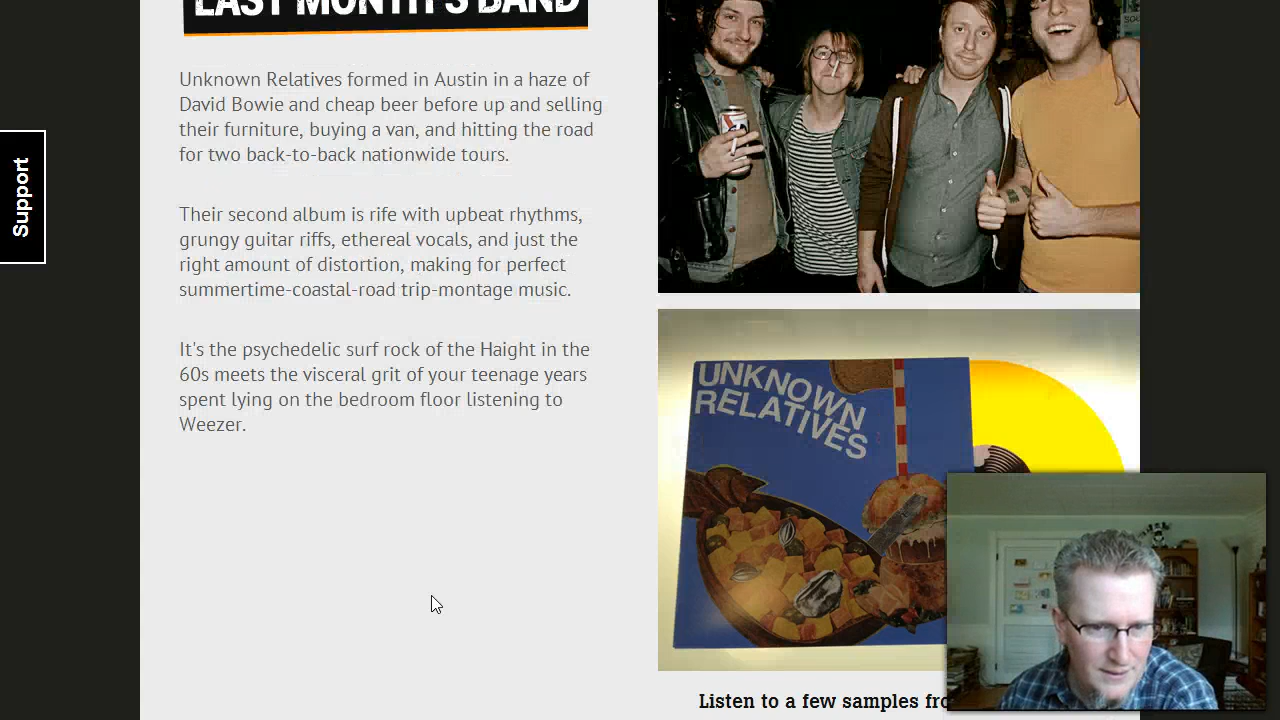 LAST MONTH'S BAND
Unknown Relatives formed in Austin in a haze of
David Bowie and cheap beer before up and selling
their furniture, buying a van, and hitting the road
for two back-to-back nationwide tours.
Their second album is rife with upbeat rhythms,
grungy guitar riffs, ethereal vocals, and just the
right amount of distortion, making for perfect
summertime-coastal-road trip-montage music.
It's the psychedelic surf rock of the Haight in the
60s meets the visceral grit of your teenage years
spent lying on the bedroom floor listening to
Weezer.
Support
UNKNOWN
RELATIVES
Listen to a few samples